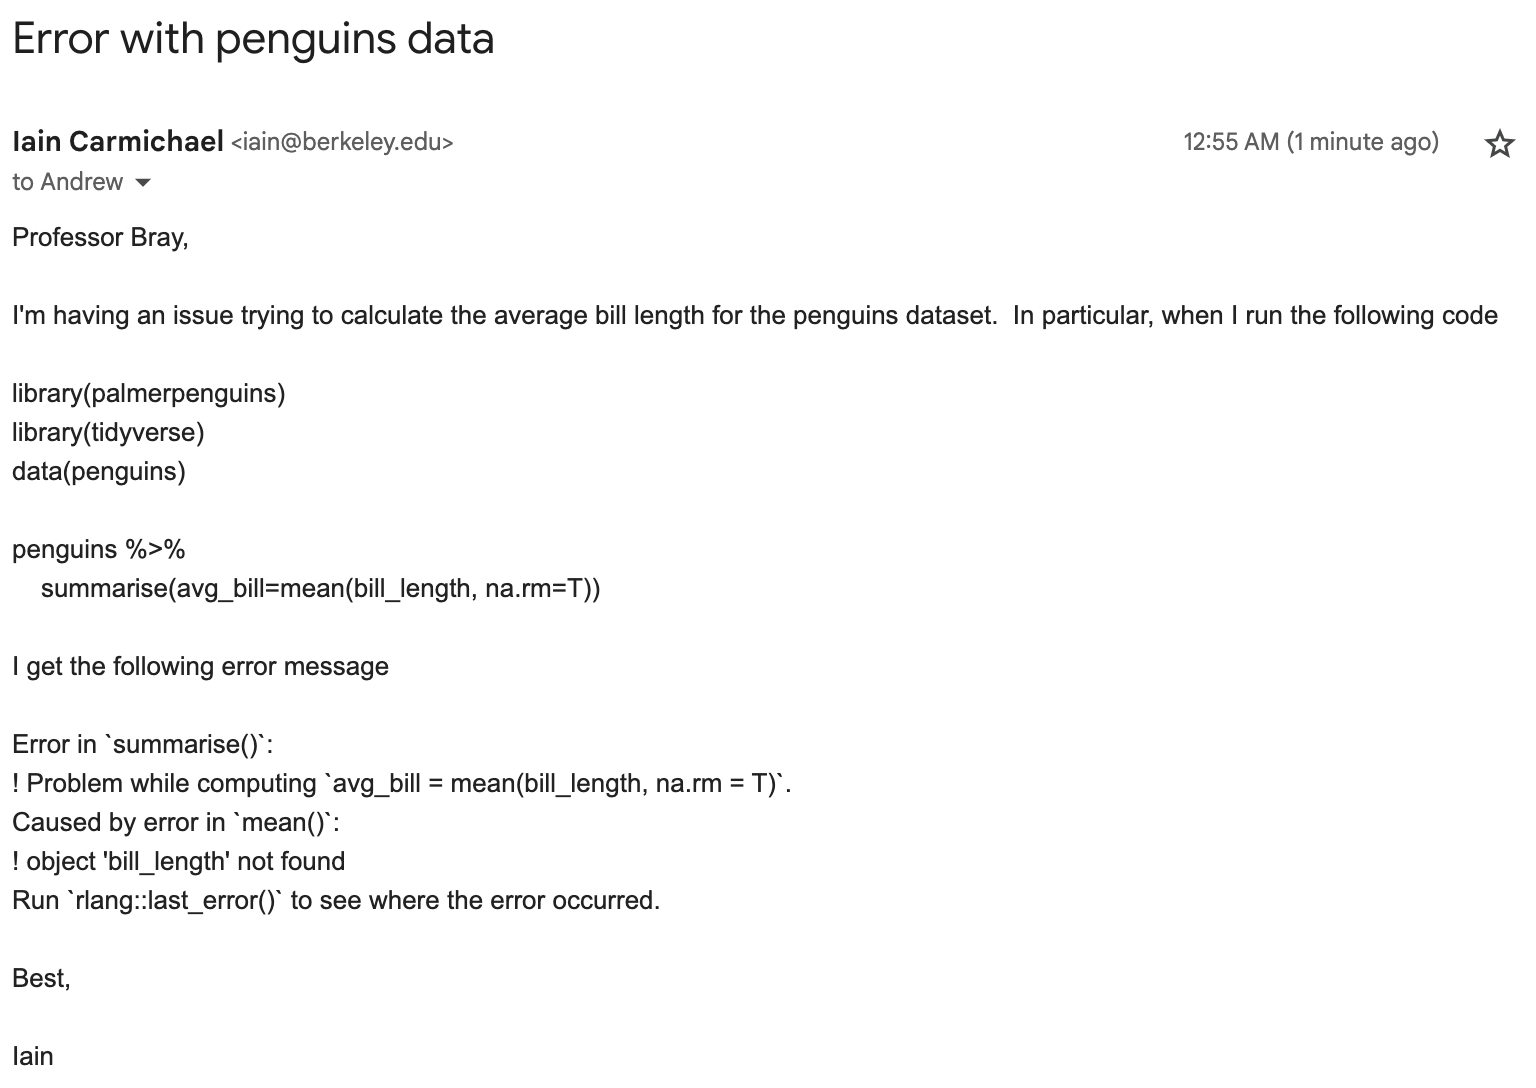 Error with penguins data
Iain Carmichael <iain@berkeley.edu> 12:55 AM (1 minute ago)
to Andrew
Professor Bray,
I'm having an issue trying to calculate the average bill length for the penguins dataset.  In particular, when I run the following code
library(palmerpenguins)
library(tidyverse)
data(penguins)
penguins %>%
    summarise(avg_bill=mean(bill_length, na.rm=T))
I get the following error message
Error in `summarise()`:
! Problem while computing `avg_bill = mean(bill_length, na.rm = T)`.
Caused by error in `mean()`:
! object 'bill_length' not found
Run `rlang::last_error()` to see where the error occurred.
Best,
Iain